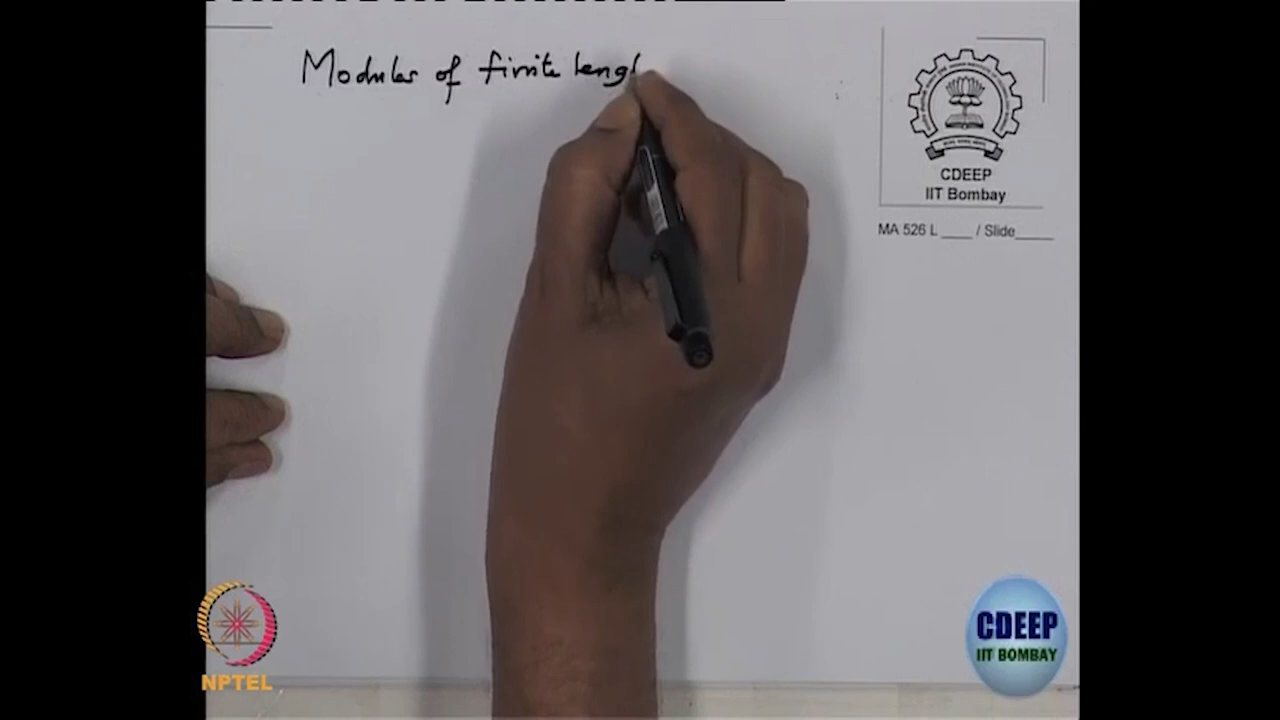 Modules of finite lengt
CDEEP
IIT Bombay
MA 526 L ____ / Slide____
NPTEL
CDEEP
IIT BOMBAY